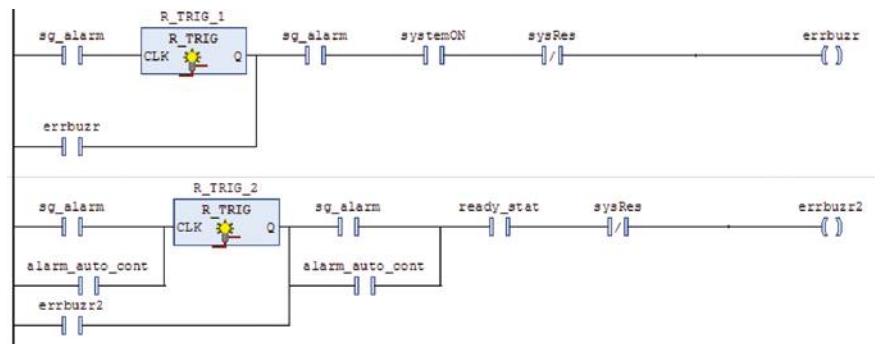 R_TRIG_1
sg_alarm R_TRIG sg_alarm systemON sysRes errbuzr
CLK Q
errbuzr
R_TRIG_2
sg_alarm R_TRIG sg_alarm ready_stat sysRes errbuzr2
CLK Q
alarm_auto_cont alarm_auto_cont
errbuzr2